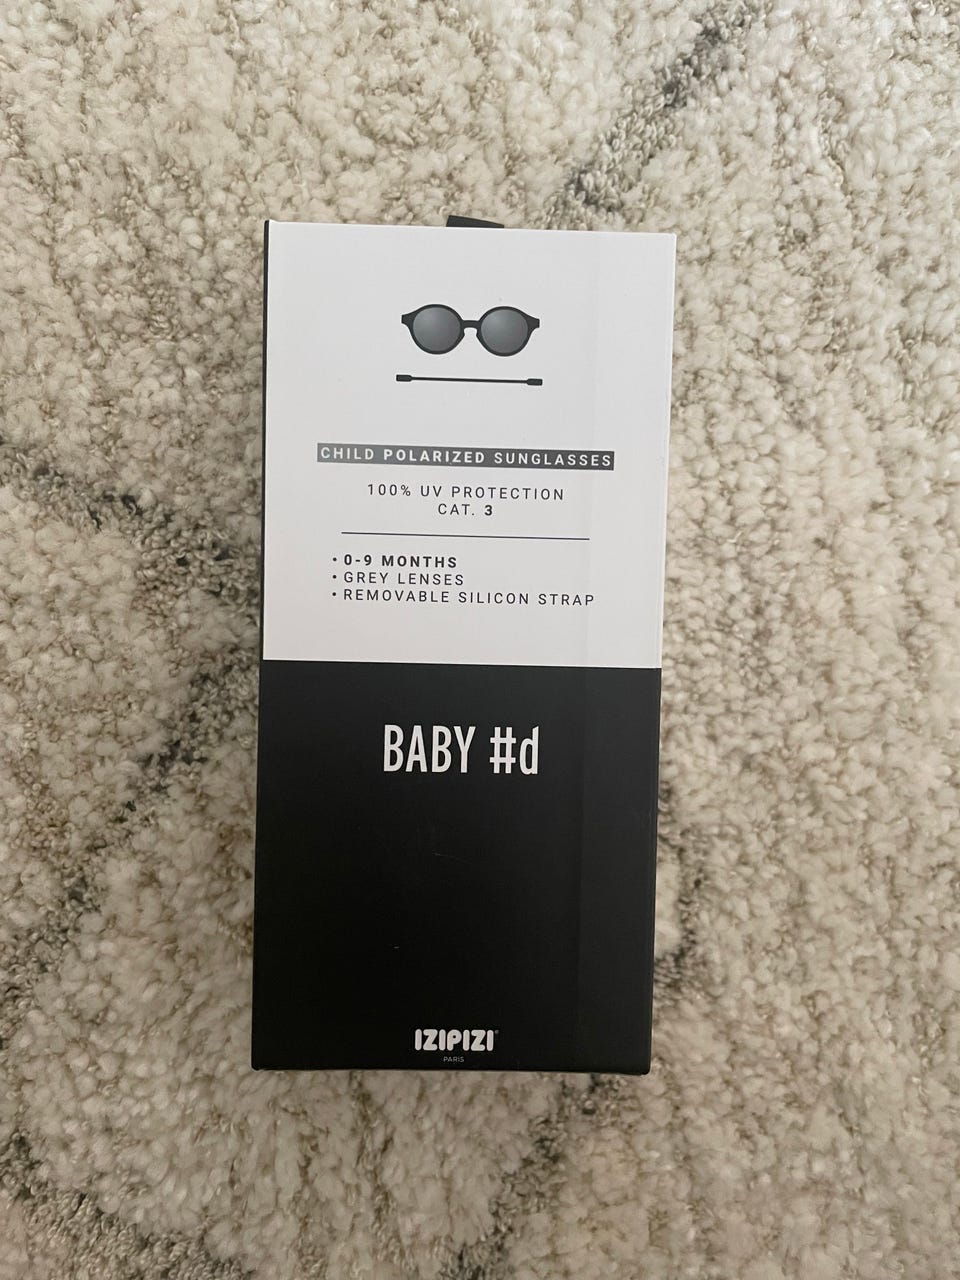 CHILD POLARIZED SUNGLASSES
100% UV PROTECTION
CAT. 3
• 0-9 MONTHS
• GREY LENSES
• REMOVABLE SILICON STRAP
BABY #d
IZIPIZI®
PARIS